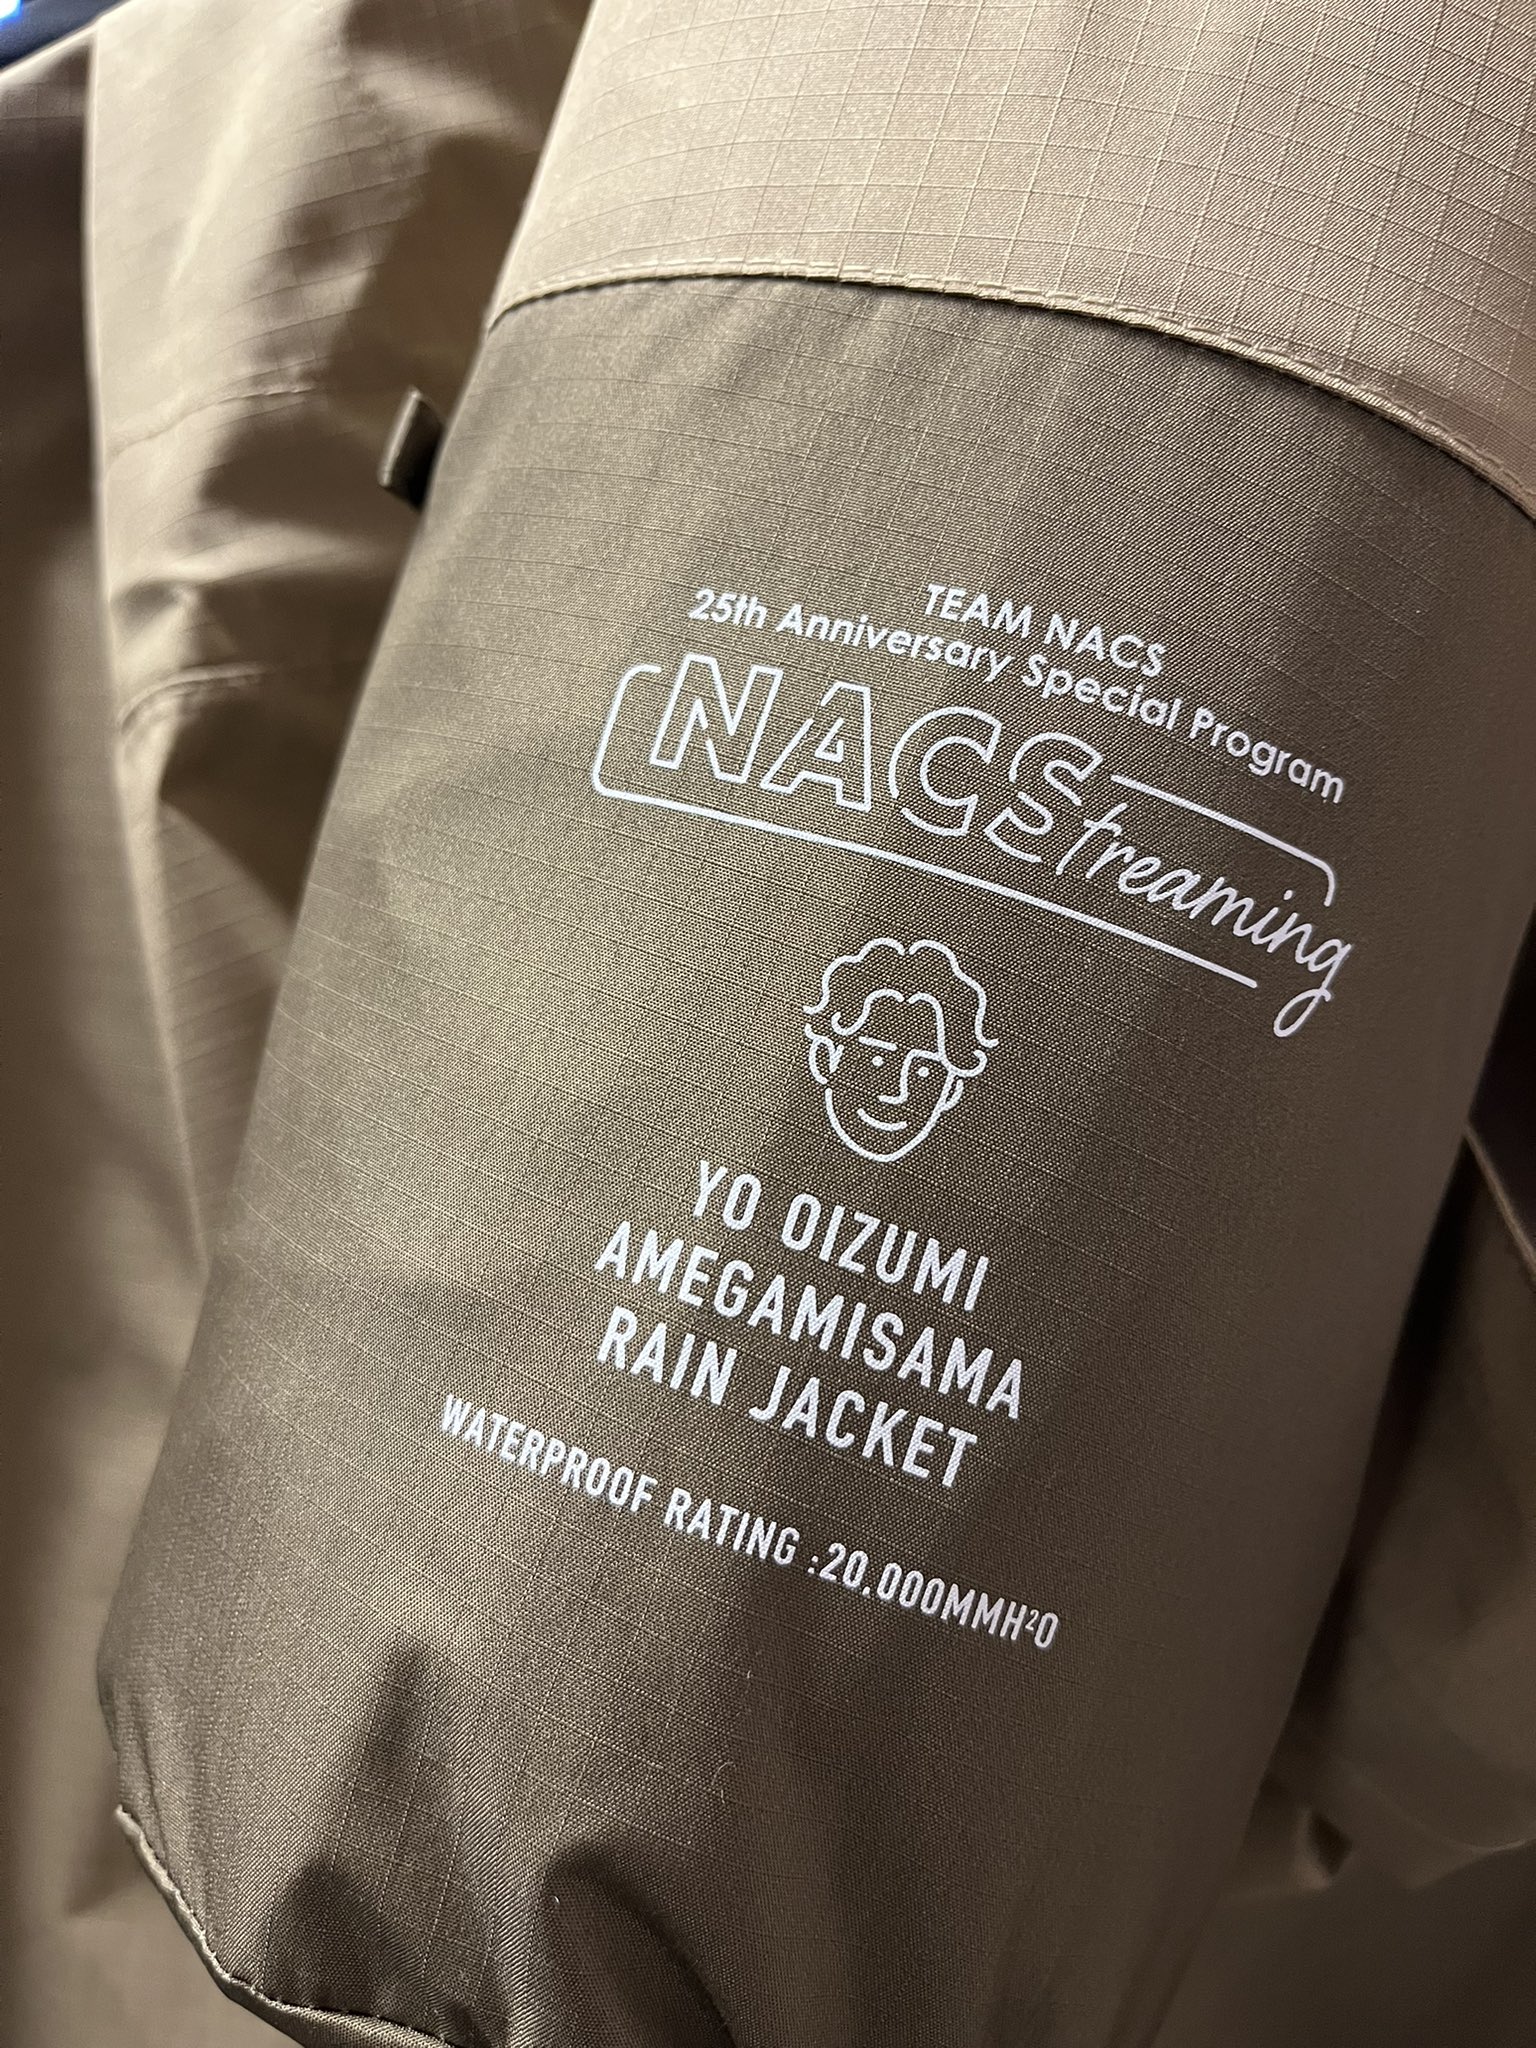 TEAM NACS
25th Anniversary Special Program
NACStreaming
YO OIZUMI
AMEGAMISAMA
RAIN JACKET
WATERPROOF RATING :20.000MMH²O